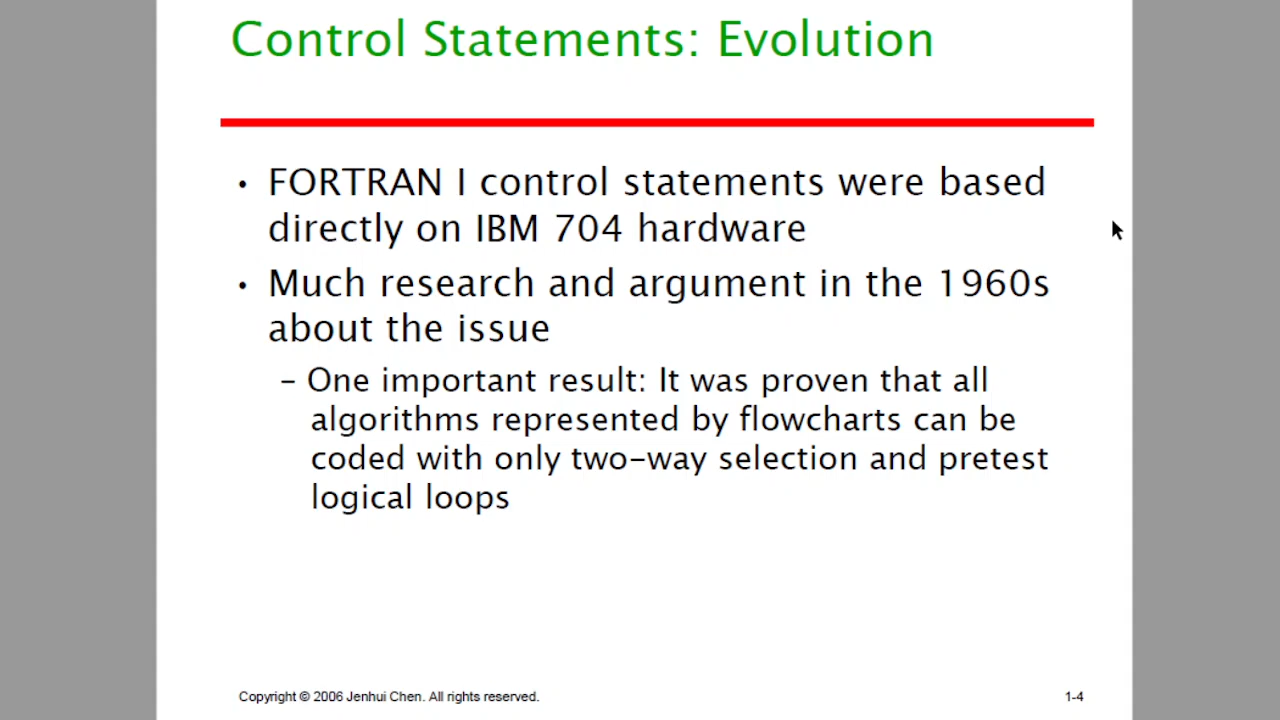 Control Statements: Evolution
• FORTRAN I control statements were based
directly on IBM 704 hardware
• Much research and argument in the 1960s
about the issue
– One important result: It was proven that all
algorithms represented by flowcharts can be
coded with only two-way selection and pretest
logical loops
Copyright © 2006 Jenhui Chen. All rights reserved.
1-4